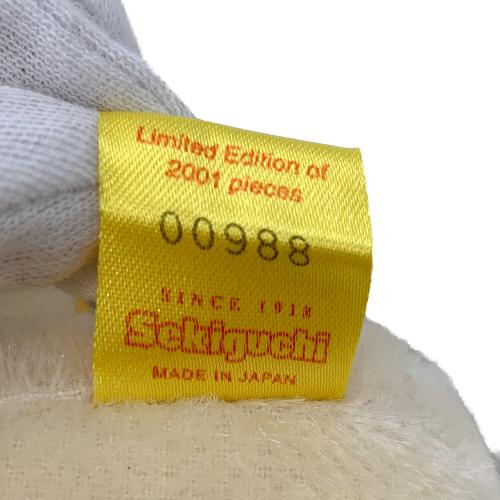 Limited Edition of
2001 pieces
00988
SINCE 1918
Sekiguchi
MADE IN JAPAN